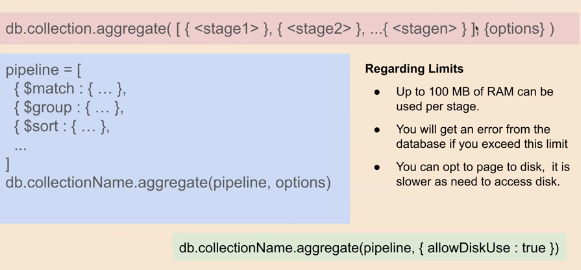 db.collection.aggregate( [ { <stage1> }, { <stage2> }, ...{ <stagen> } ], {options} )
pipeline = [
{ $match : { ... },
{ $group : { ... },
{ $sort : { ... },
...
]
db.collectionName.aggregate(pipeline, options)
Regarding Limits
● Up to 100 MB of RAM can be
used per stage.
● You will get an error from the
database if you exceed this limit
● You can opt to page to disk, it is
slower as need to access disk.
db.collectionName.aggregate(pipeline, { allowDiskUse : true })